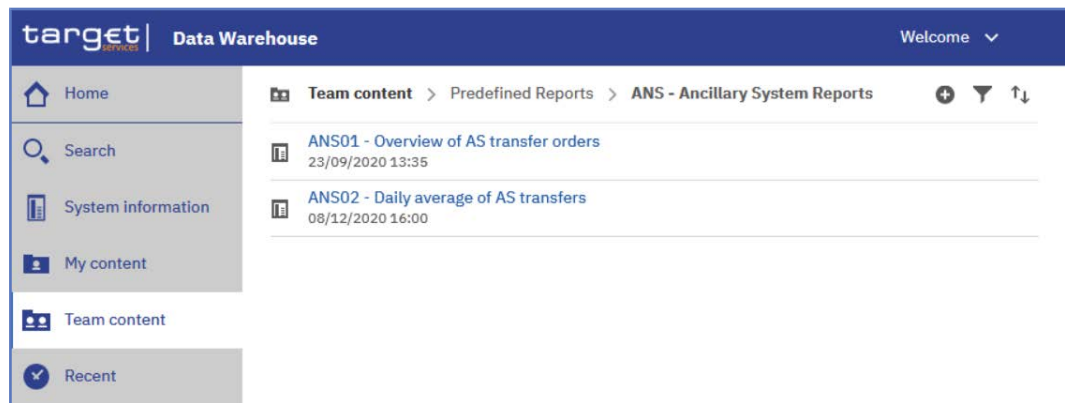 target| Data Warehouse
services
Welcome
Home
Search
System information
My content
Team content
Recent
Team content > Predefined Reports > ANS - Ancillary System Reports
ANS01 - Overview of AS transfer orders
23/09/2020 13:35
ANS02 - Daily average of AS transfers
08/12/2020 16:00